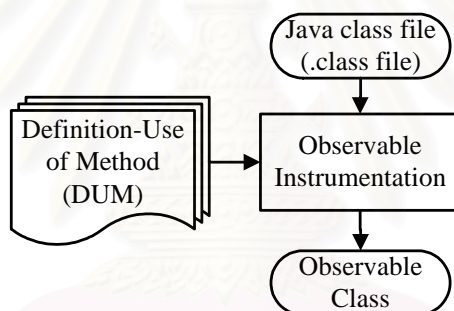 Java class file
(.class file)
Definition-Use
of Method
(DUM)
Observable
Instrumentation
Observable
Class